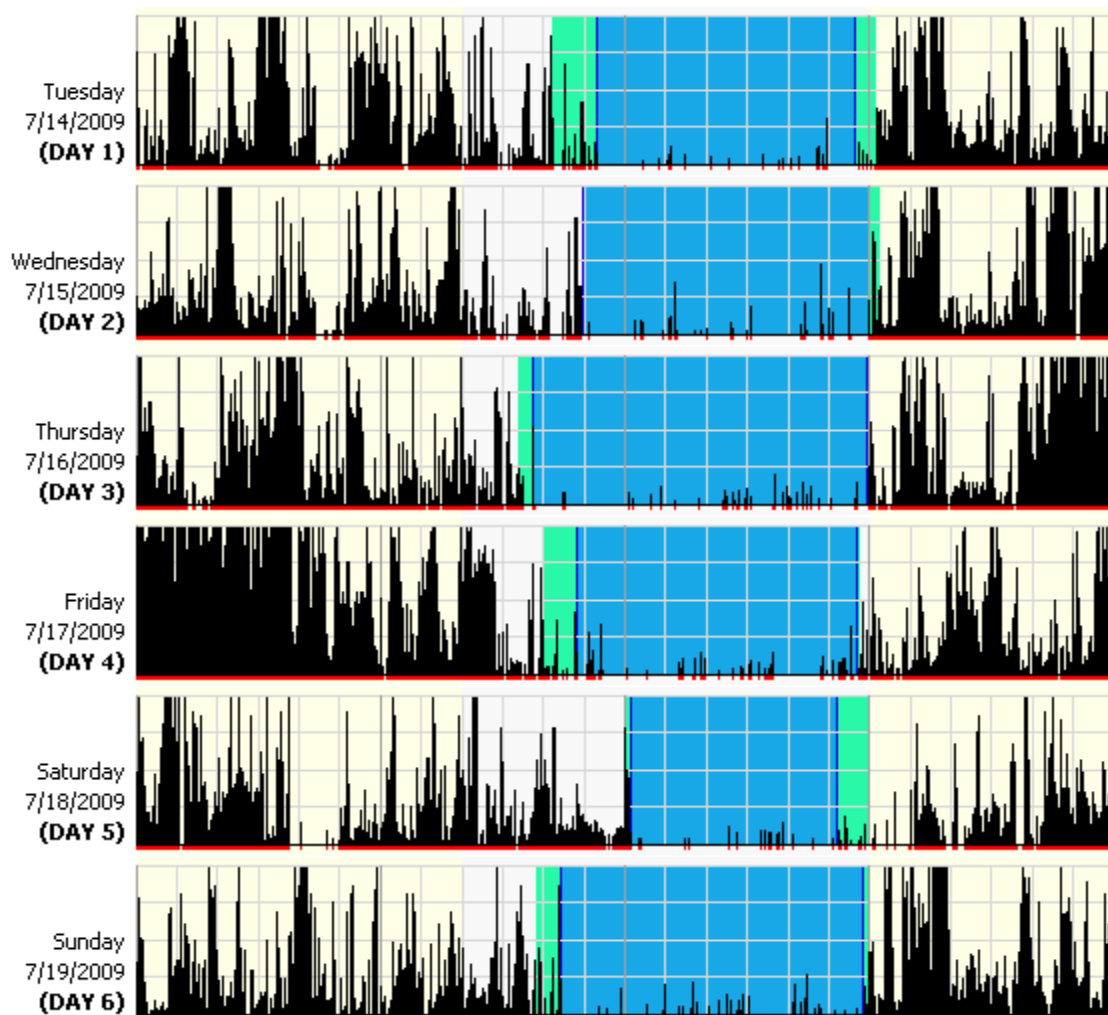 Tuesday
7/14/2009
(DAY 1)
Wednesday
7/15/2009
(DAY 2)
Thursday
7/16/2009
(DAY 3)
Friday
7/17/2009
(DAY 4)
Saturday
7/18/2009
(DAY 5)
Sunday
7/19/2009
(DAY 6)